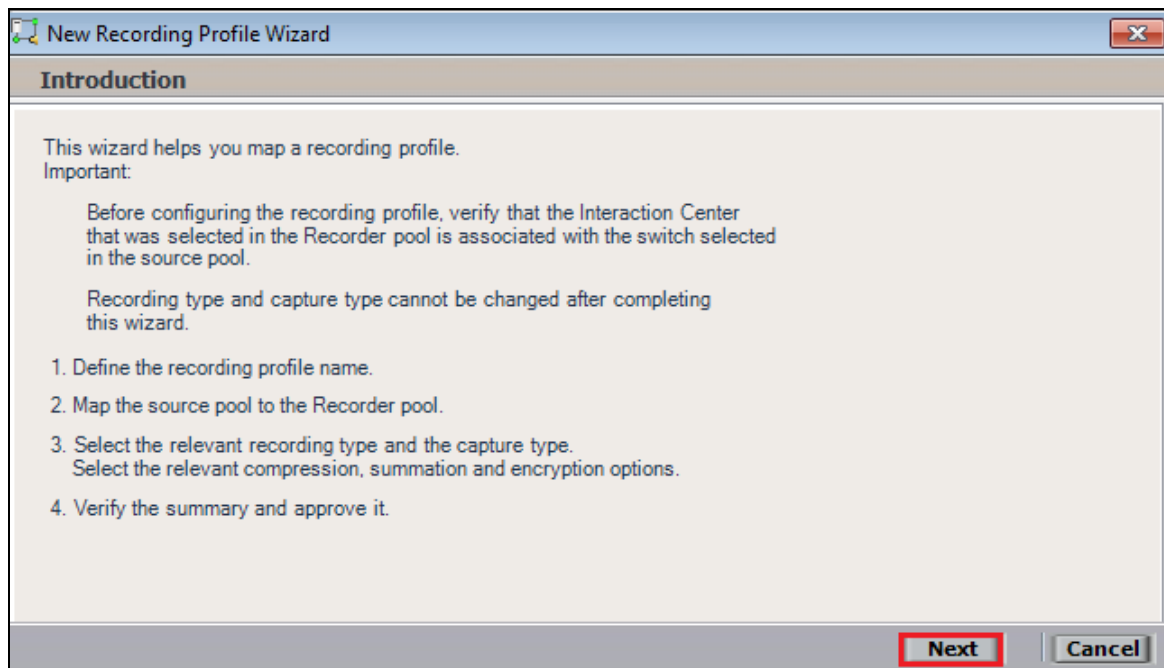 New Recording Profile Wizard
Introduction
This wizard helps you map a recording profile.
Important:
Before configuring the recording profile, verify that the Interaction Center
that was selected in the Recorder pool is associated with the switch selected
in the source pool.
Recording type and capture type cannot be changed after completing
this wizard.
1. Define the recording profile name.
2. Map the source pool to the Recorder pool.
3. Select the relevant recording type and the capture type.
Select the relevant compression, summation and encryption options.
4. Verify the summary and approve it.
Next Cancel